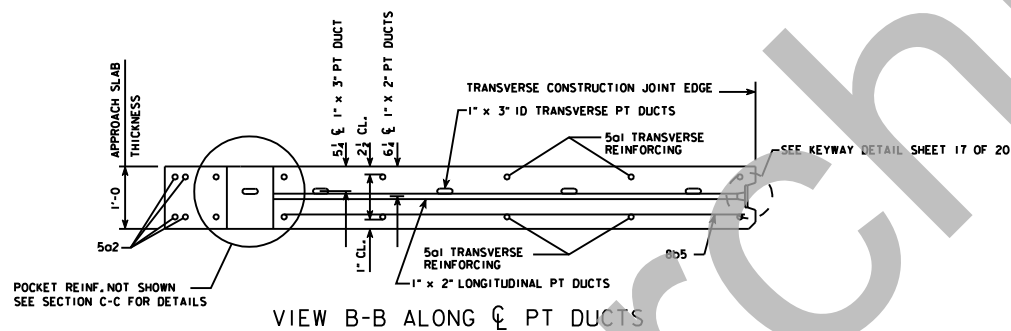 APPROACH SLAB
THICKNESS
1'-0
5¼ ℄ 1" x 3" PT DUCT
2½ CL.
6¼ ℄ 1" x 2" PT DUCTS
TRANSVERSE CONSTRUCTION JOINT EDGE
1" x 3" ID TRANSVERSE PT DUCTS
5a1 TRANSVERSE
REINFORCING
SEE KEYWAY DETAIL SHEET 17 OF 20
5a2
1" CL.
5a1 TRANSVERSE
REINFORCING
8b5
1" x 2" LONGITUDINAL PT DUCTS
POCKET REINF. NOT SHOWN
SEE SECTION C-C FOR DETAILS
VIEW B-B ALONG ℄ PT DUCTS